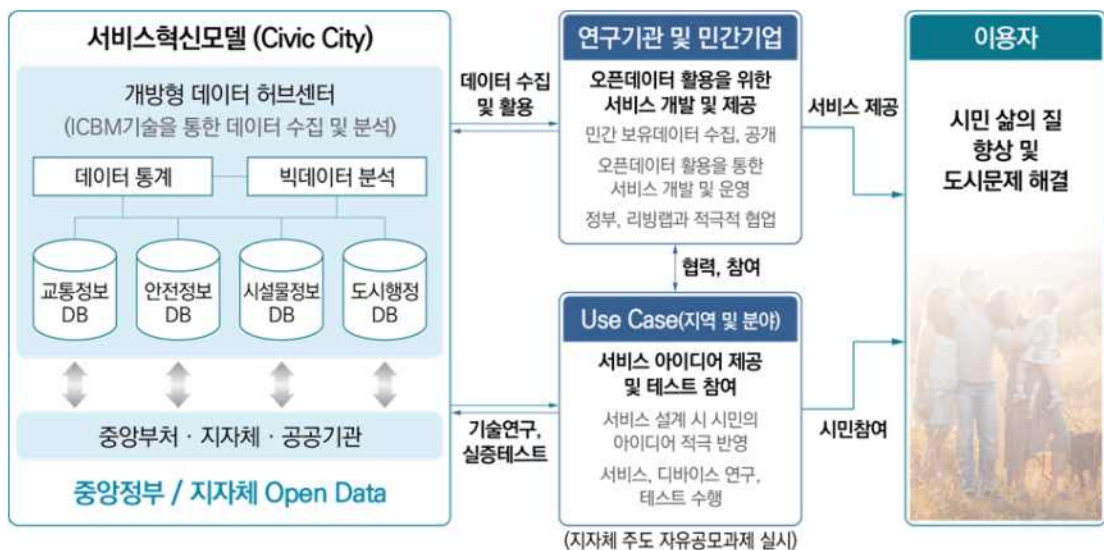 서비스혁신모델 (Civic City)
개방형 데이터 허브센터
(ICBM기술을 통한 데이터 수집 및 분석)
데이터 통계
빅데이터 분석
교통정보
DB
안전정보
DB
시설물정보
DB
도시행정
DB
중앙부처 · 지자체 · 공공기관
중앙정부 / 지자체 Open Data
데이터 수집
및 활용
기술연구,
실증테스트
연구기관 및 민간기업
오픈데이터 활용을 위한
서비스 개발 및 제공
민간 보유데이터 수집, 공개
오픈데이터 활용을 통한
서비스 개발 및 운영
정부, 리빙랩과 적극적 협업
협력, 참여
Use Case(지역 및 분야)
서비스 아이디어 제공
및 테스트 참여
서비스 설계 시 시민의
아이디어 적극 반영
서비스, 디바이스 연구,
테스트 수행
(지자체 주도 자유공모과제 실시)
서비스 제공
시민참여
이용자
시민 삶의 질
향상 및
도시문제 해결